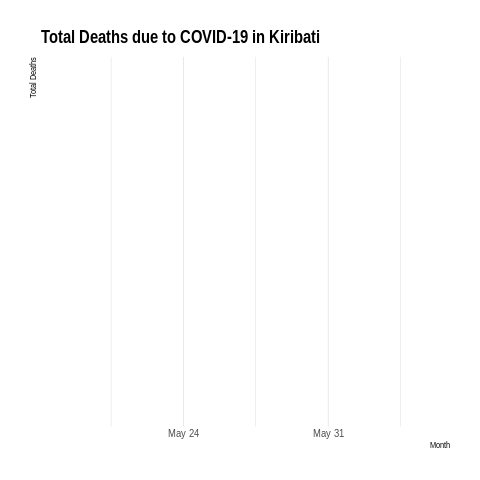 Total Deaths due to COVID-19 in Kiribati
Total Deaths
May 24
May 31
Month